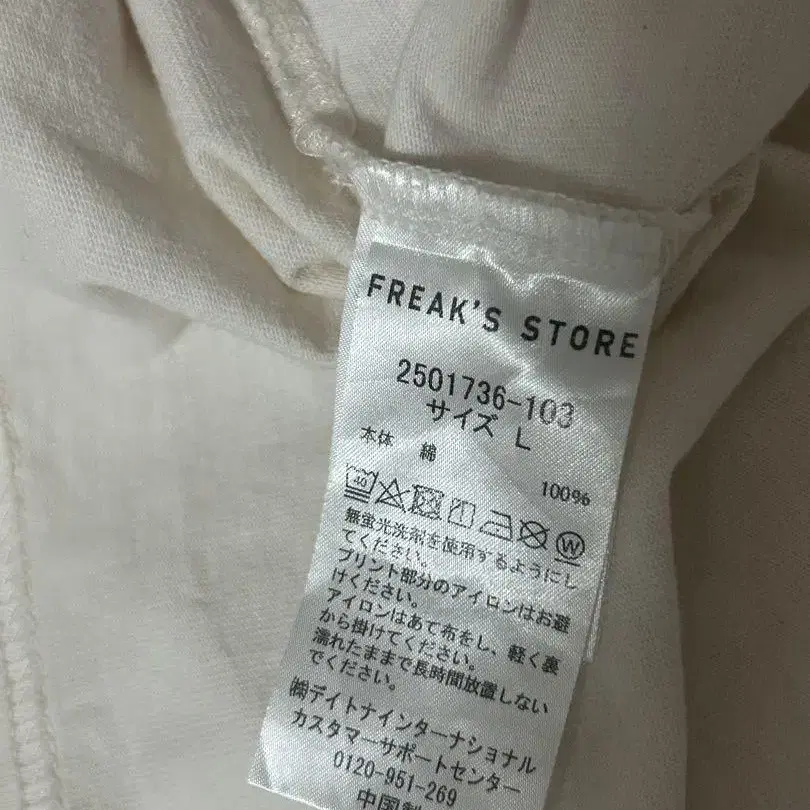 FREAK'S STORE
2501736-103
サイズ L
本体 綿
100%
40
W
無蛍光洗剤を使用するようにし
てください。
プリント部分のアイロンはお避
けください。
アイロンはあて布をし、軽く裏
から掛けてください。
濡れたままで長時間放置しない
でください。
㈱デイトナインターナショナル
カスタマーサポートセンター
0120-951-269
中国製